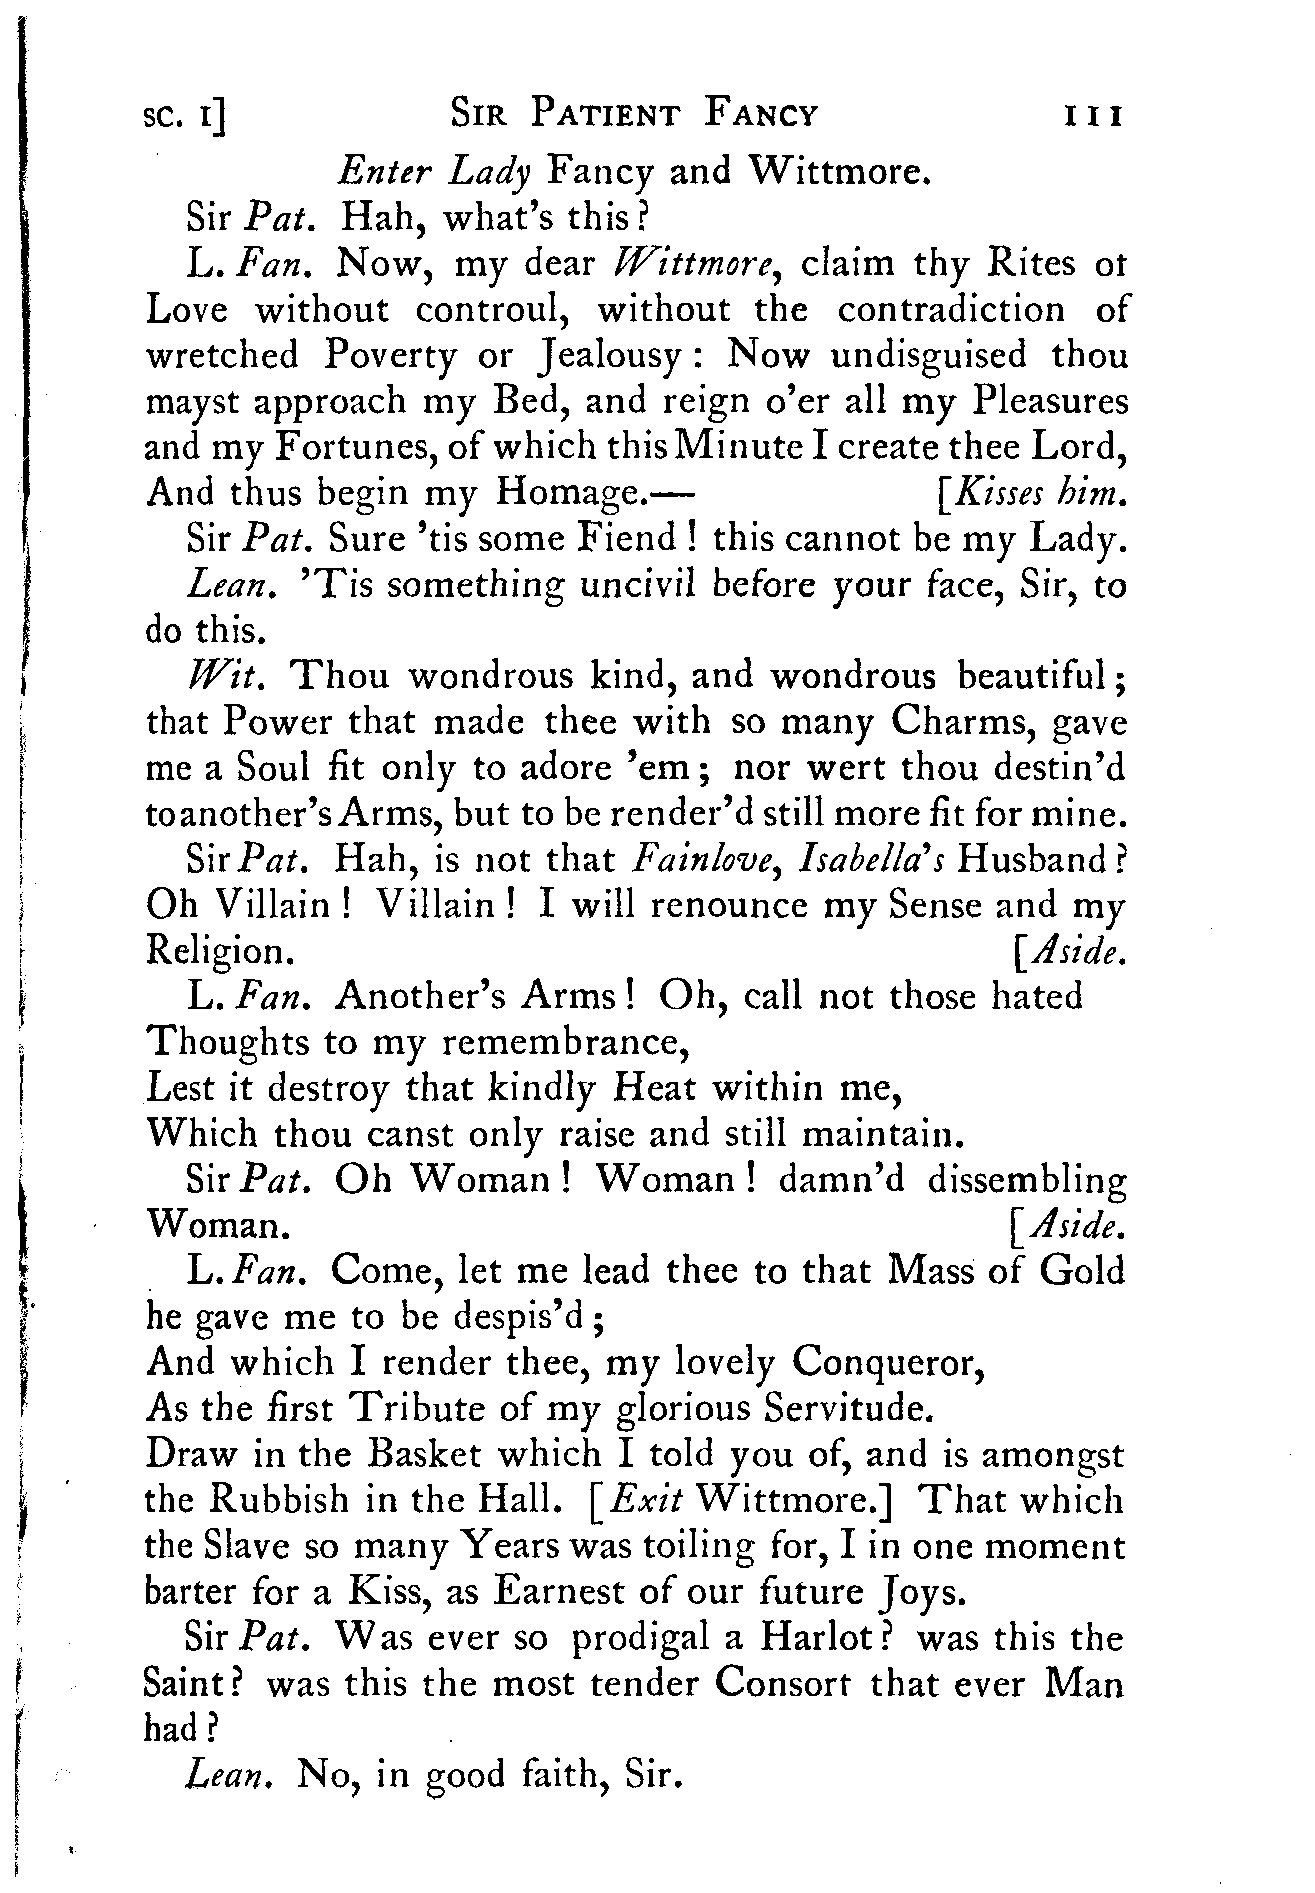 SC. I] SIR PATIENT FANCY 111
Enter Lady Fancy and Wittmore.
Sir Pat. Hah, what's this?
L. Fan. Now, my dear Wittmore, claim thy Rites of
Love without controul, without the contradiction of
wretched Poverty or Jealousy: Now undisguised thou
mayst approach my Bed, and reign o'er all my Pleasures
and my Fortunes, of which this Minute I create thee Lord,
And thus begin my Homage.— [Kisses him.
Sir Pat. Sure 'tis some Fiend! this cannot be my Lady.
Lean. 'Tis something uncivil before your face, Sir, to
do this.
Wit. Thou wondrous kind, and wondrous beautiful;
that Power that made thee with so many Charms, gave
me a Soul fit only to adore 'em; nor wert thou destin'd
to another's Arms, but to be render'd still more fit for mine.
Sir Pat. Hah, is not that Fainlove, Isabella's Husband?
Oh Villain! Villain! I will renounce my Sense and my
Religion. [Aside.
L. Fan. Another's Arms! Oh, call not those hated
Thoughts to my remembrance,
Lest it destroy that kindly Heat within me,
Which thou canst only raise and still maintain.
Sir Pat. Oh Woman! Woman! damn'd dissembling
Woman. [Aside.
L. Fan. Come, let me lead thee to that Mass of Gold
he gave me to be despis'd;
And which I render thee, my lovely Conqueror,
As the first Tribute of my glorious Servitude.
Draw in the Basket which I told you of, and is amongst
the Rubbish in the Hall. [Exit Wittmore.] That which
the Slave so many Years was toiling for, I in one moment
barter for a Kiss, as Earnest of our future Joys.
Sir Pat. Was ever so prodigal a Harlot? was this the
Saint? was this the most tender Consort that ever Man
had?
Lean. No, in good faith, Sir.